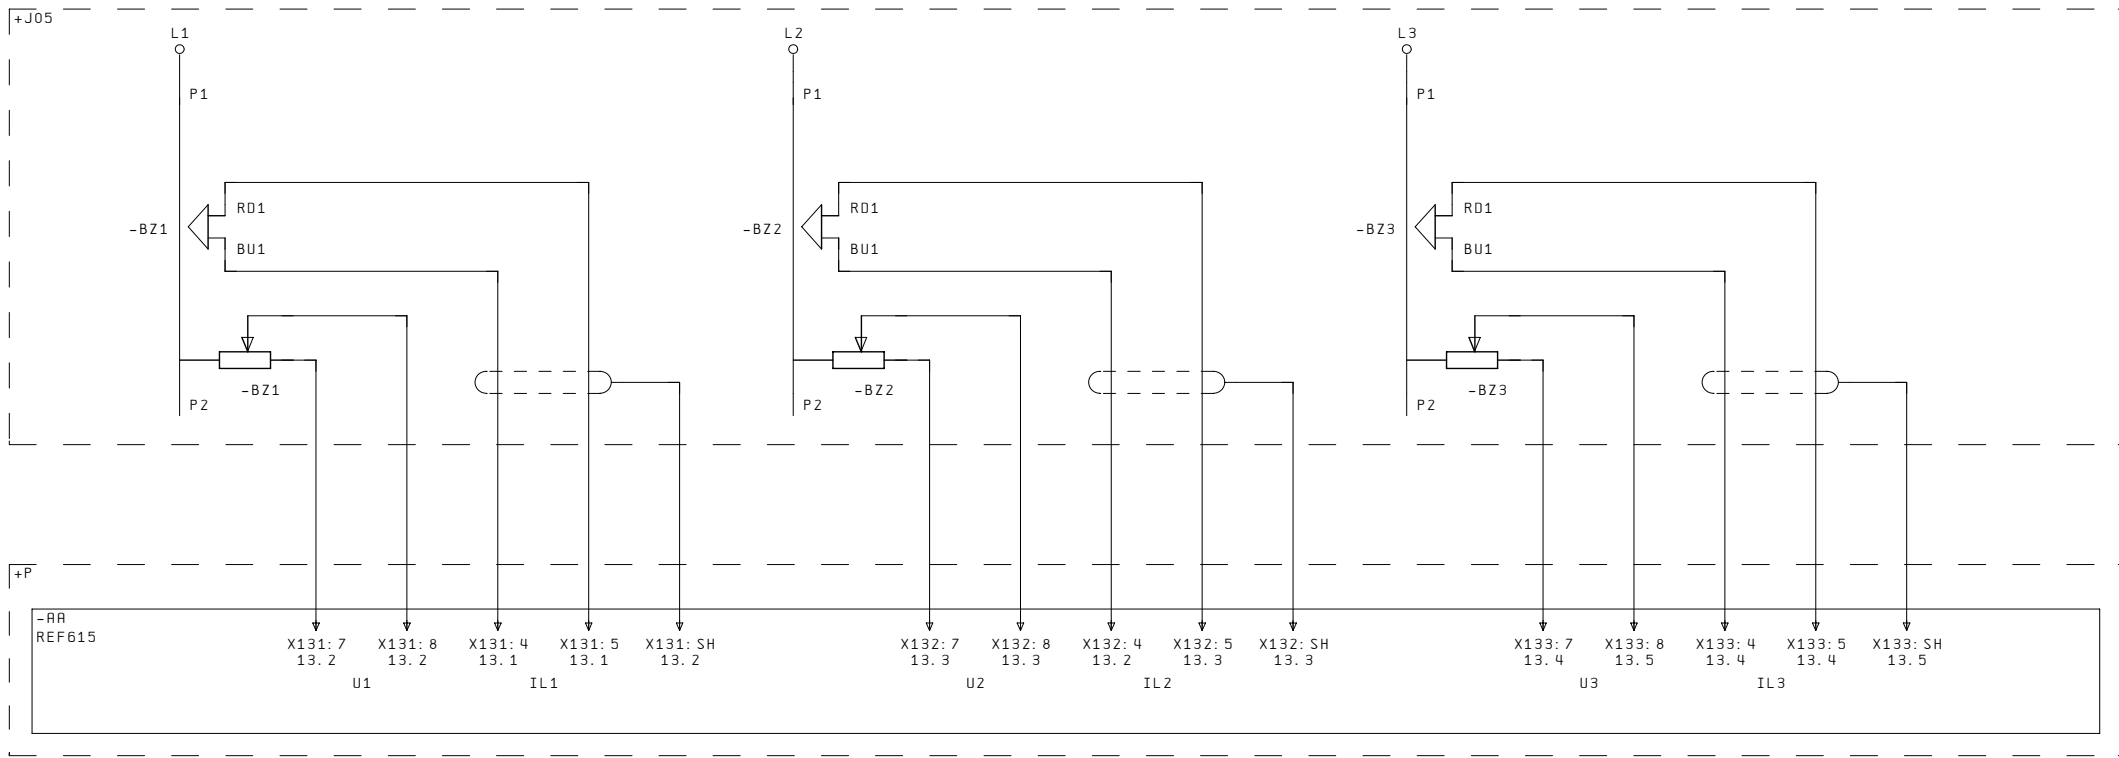 +J05
L1 L2 L3
P1 P1 P1
RD1 RD1 RD1
-BZ1 -BZ2 -BZ3
BU1 BU1 BU1
-BZ1 -BZ2 -BZ3
P2 P2 P2
+P
-AA
REF615
X131:7 X131:8 X131:4 X131:5 X131:SH X132:7 X132:8 X132:4 X132:5 X132:SH X133:7 X133:8 X133:4 X133:5 X133:SH
13.2 13.2 13.1 13.1 13.2 13.3 13.3 13.2 13.3 13.3 13.4 13.5 13.4 13.4 13.5
U1 IL1 U2 IL2 U3 IL3